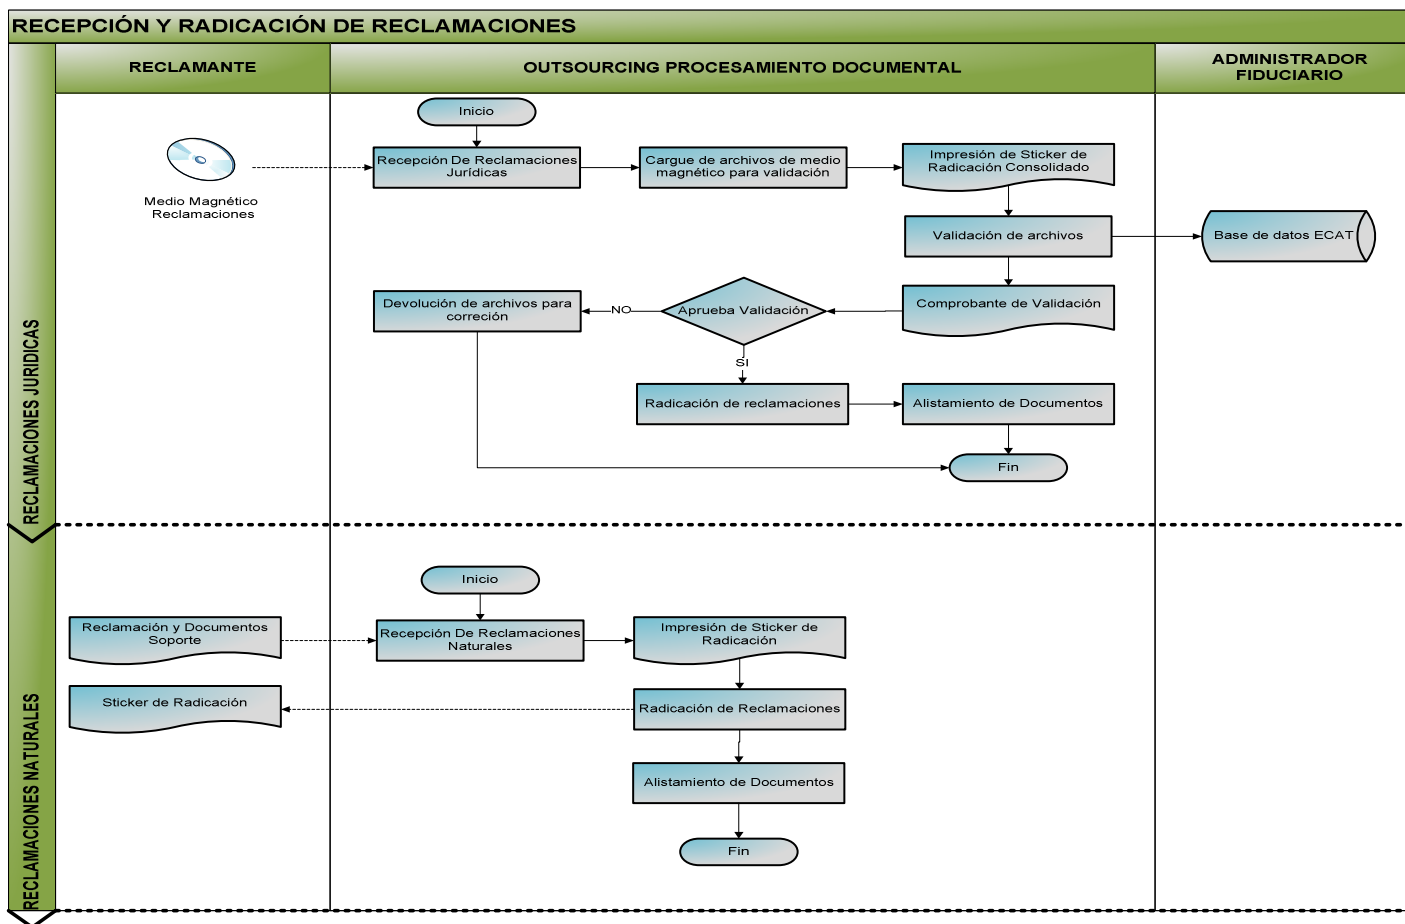 RECEPCIÓN Y RADICACIÓN DE RECLAMACIONES
RECLAMANTE
OUTSOURCING PROCESAMIENTO DOCUMENTAL
ADMINISTRADOR
FIDUCIARIO
RECLAMACIONES JURIDICAS
Inicio
Medio Magnético
Reclamaciones
Recepción De Reclamaciones
Jurídicas
Cargue de archivos de medio
magnético para validación
Impresión de Sticker de
Radicación Consolidado
Validación de archivos
Base de datos ECAT
Devolución de archivos para
correción
NO
Aprueba Validación
Comprobante de Validación
SI
Radicación de reclamaciones
Alistamiento de Documentos
Fin
RECLAMACIONES NATURALES
Inicio
Reclamación y Documentos
Soporte
Recepción De Reclamaciones
Naturales
Impresión de Sticker de
Radicación
Sticker de Radicación
Radicación de Reclamaciones
Alistamiento de Documentos
Fin